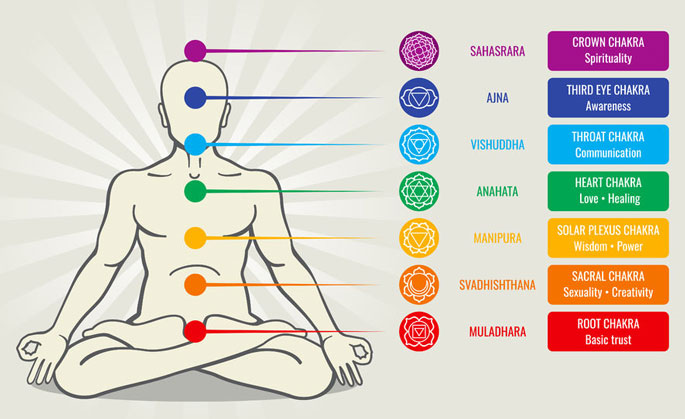 SAHASRARA
CROWN CHAKRA
Spirituality
AJNA
THIRD EYE CHAKRA
Awareness
VISHUDDHA
THROAT CHAKRA
Communication
ANAHATA
HEART CHAKRA
Love • Healing
MANIPURA
SOLAR PLEXUS CHAKRA
Wisdom • Power
SVADHISHTHANA
SACRAL CHAKRA
Sexuality • Creativity
MULADHARA
ROOT CHAKRA
Basic trust